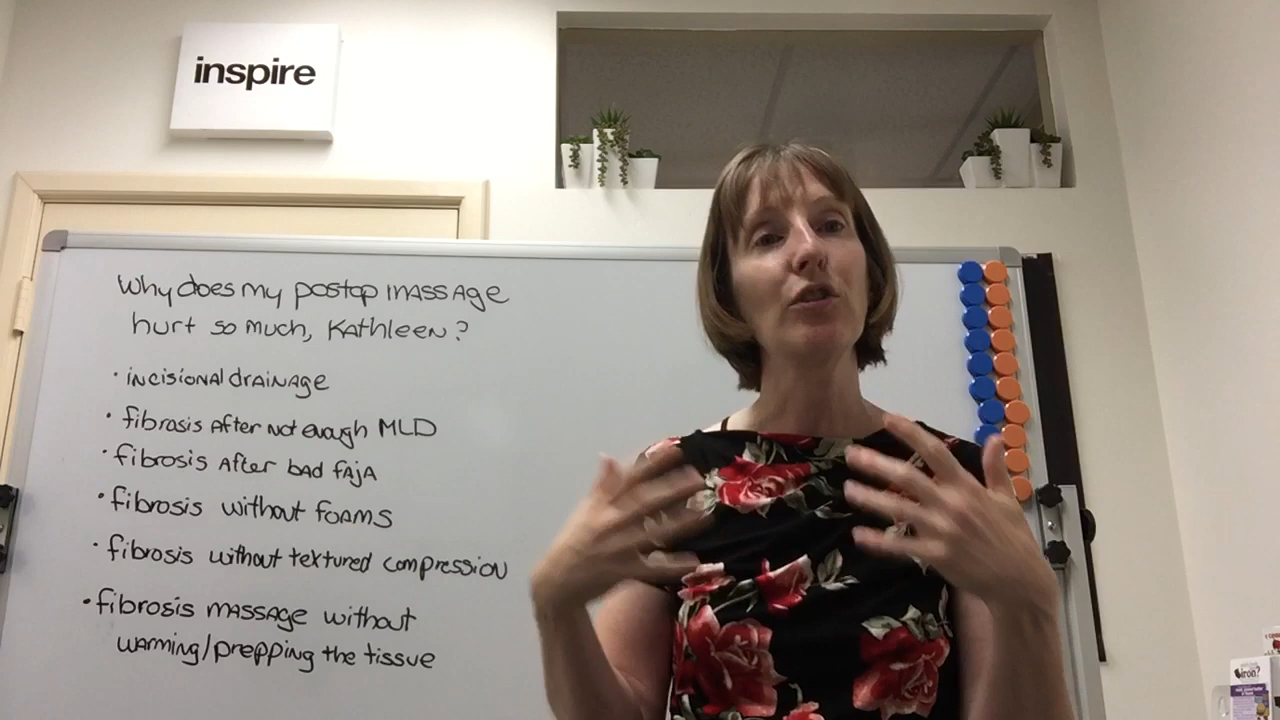 inspire
Why does my postop massage
hurt so much, Kathleen?
• incisional drainage
• fibrosis after not enough MLD
• fibrosis after bad faja
• fibrosis without foams
• fibrosis without textured compression
• fibrosis massage without
warming/prepping the tissue
iron?